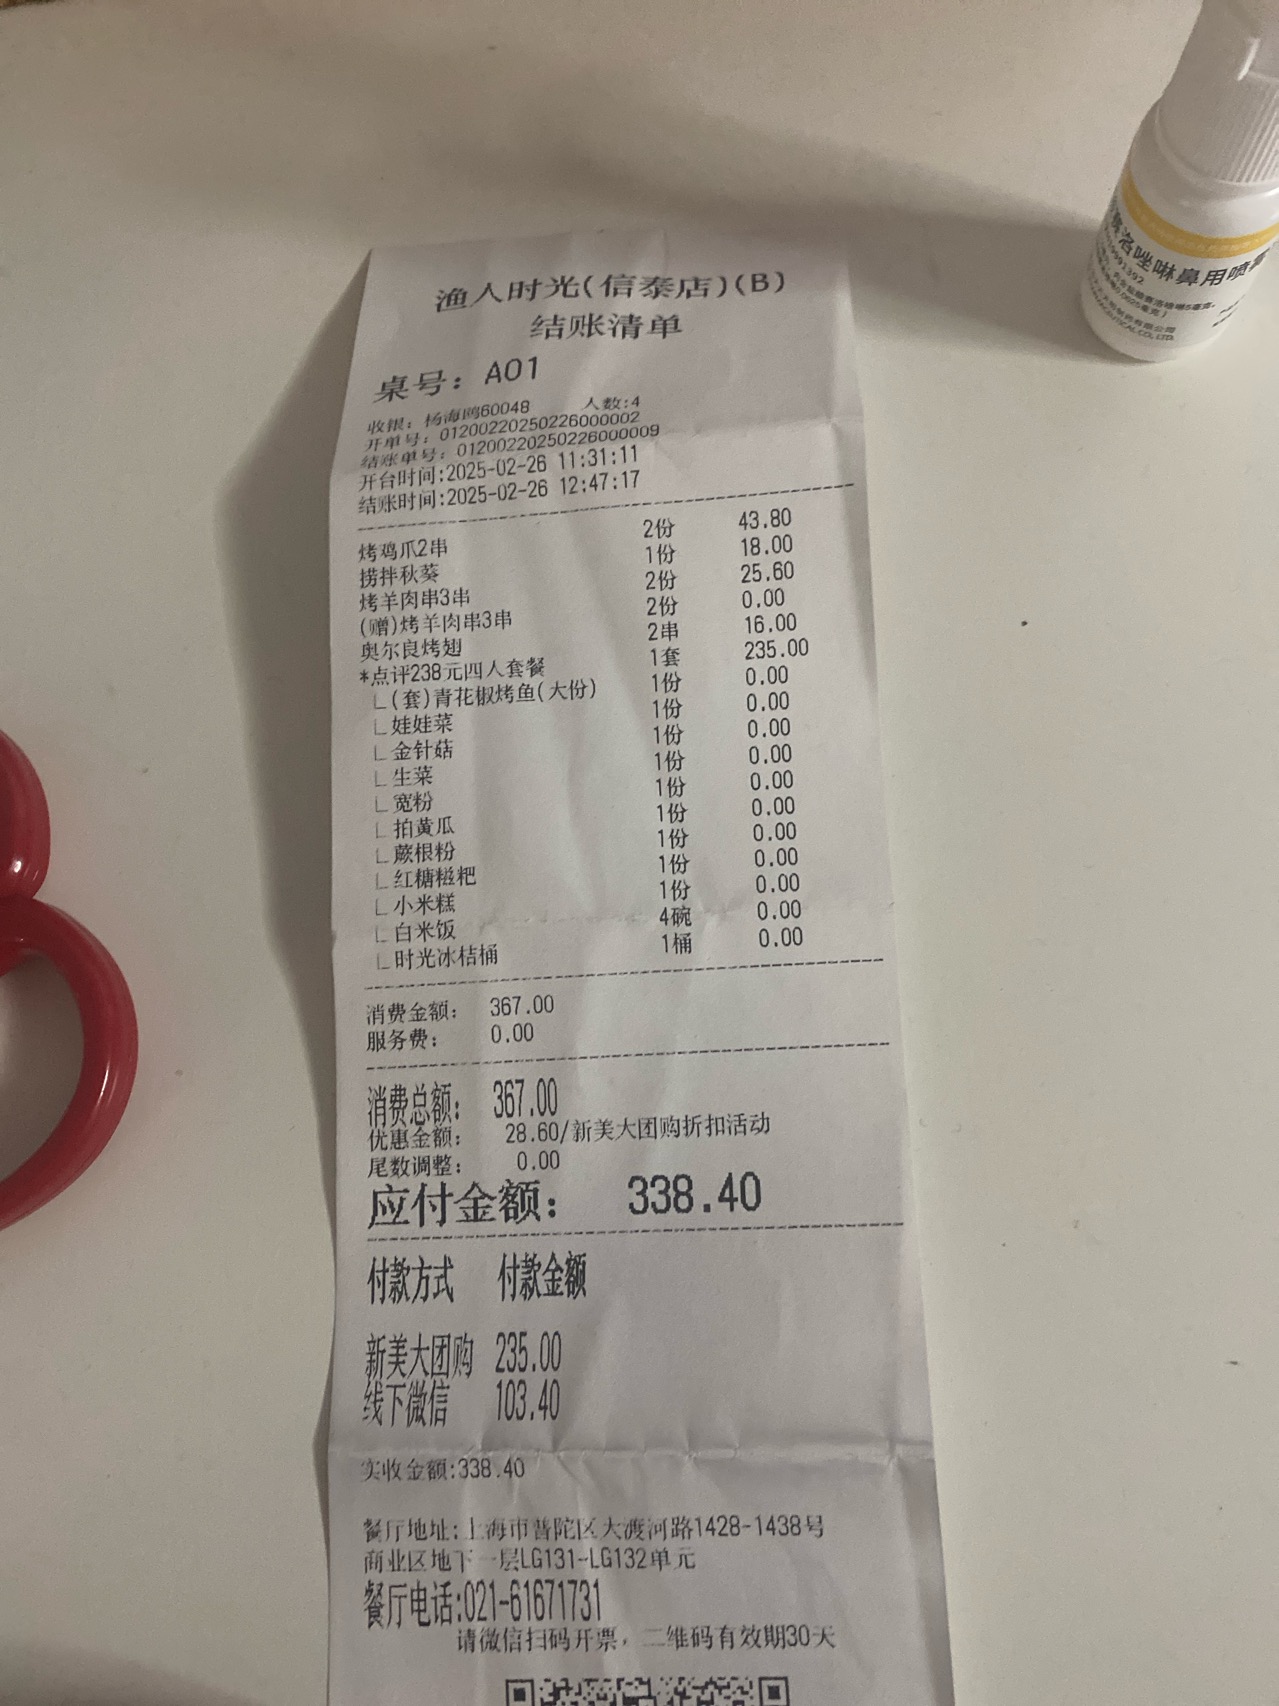 渔人时光(信泰店)(B)
结账清单
桌号：A01
收银：杨海鸥60048 人数:4
开单号：01200220250226000002
结账单号：01200220250226000009
开台时间:2025-02-26 11:31:11
结账时间:2025-02-26 12:47:17
烤鸡爪2串 2份 43.80
捞拌秋葵 1份 18.00
烤羊肉串3串 2份 25.60
(赠)烤羊肉串3串 2份 0.00
奥尔良烤翅 2串 16.00
*点评238元四人套餐 1套 235.00
└(套)青花椒烤鱼(大份) 1份 0.00
└娃娃菜 1份 0.00
└金针菇 1份 0.00
└生菜 1份 0.00
└宽粉 1份 0.00
└拍黄瓜 1份 0.00
└蕨根粉 1份 0.00
└红糖糍粑 1份 0.00
└小米糕 1份 0.00
└白米饭 4碗 0.00
└时光冰桔桶 1桶 0.00
消费金额： 367.00
服务费： 0.00
消费总额： 367.00
优惠金额： 28.60/新美大团购折扣活动
尾数调整： 0.00
应付金额： 338.40
付款方式 付款金额
新美大团购 235.00
线下微信 103.40
实收金额:338.40
餐厅地址:上海市普陀区大渡河路1428-1438号
商业区地下一层LG131-LG132单元
餐厅电话:021-61671731
请微信扫码开票，二维码有效期30天
赛洛唑啉鼻用喷雾